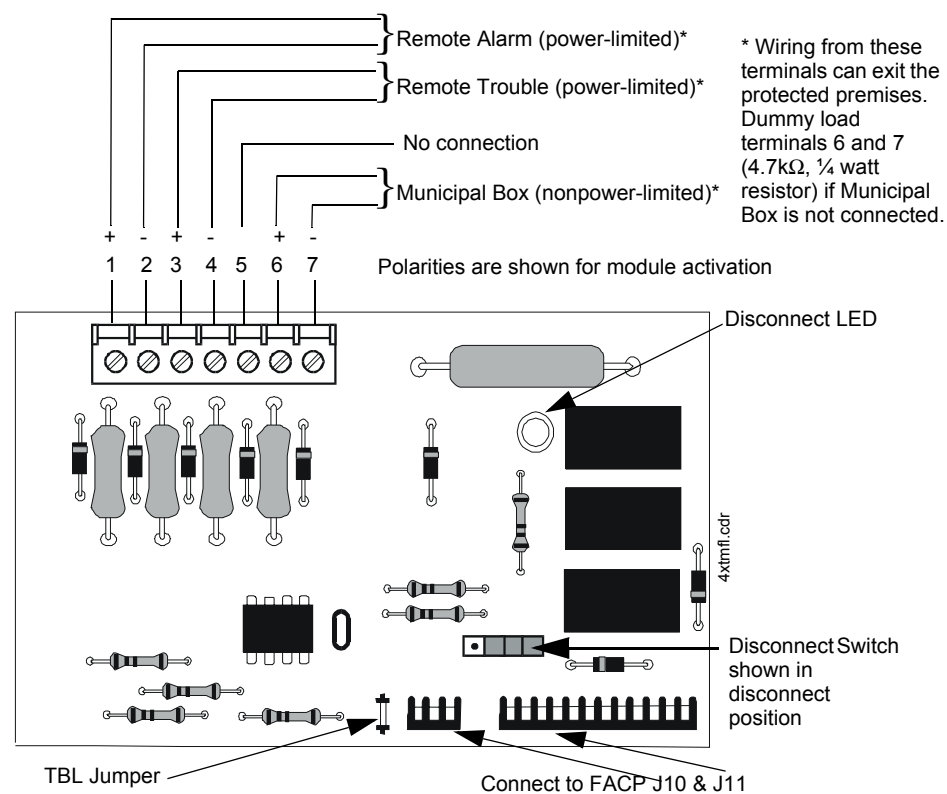 Remote Alarm (power-limited)*
Remote Trouble (power-limited)*
No connection
Municipal Box (nonpower-limited)*
* Wiring from these
terminals can exit the
protected premises.
Dummy load
terminals 6 and 7
(4.7kΩ, ¼ watt
resistor) if Municipal
Box is not connected.
+ - + - + -
1 2 3 4 5 6 7
Polarities are shown for module activation
Disconnect LED
4xtmfl.cdr
Disconnect Switch
shown in
disconnect
position
TBL Jumper
Connect to FACP J10 & J11